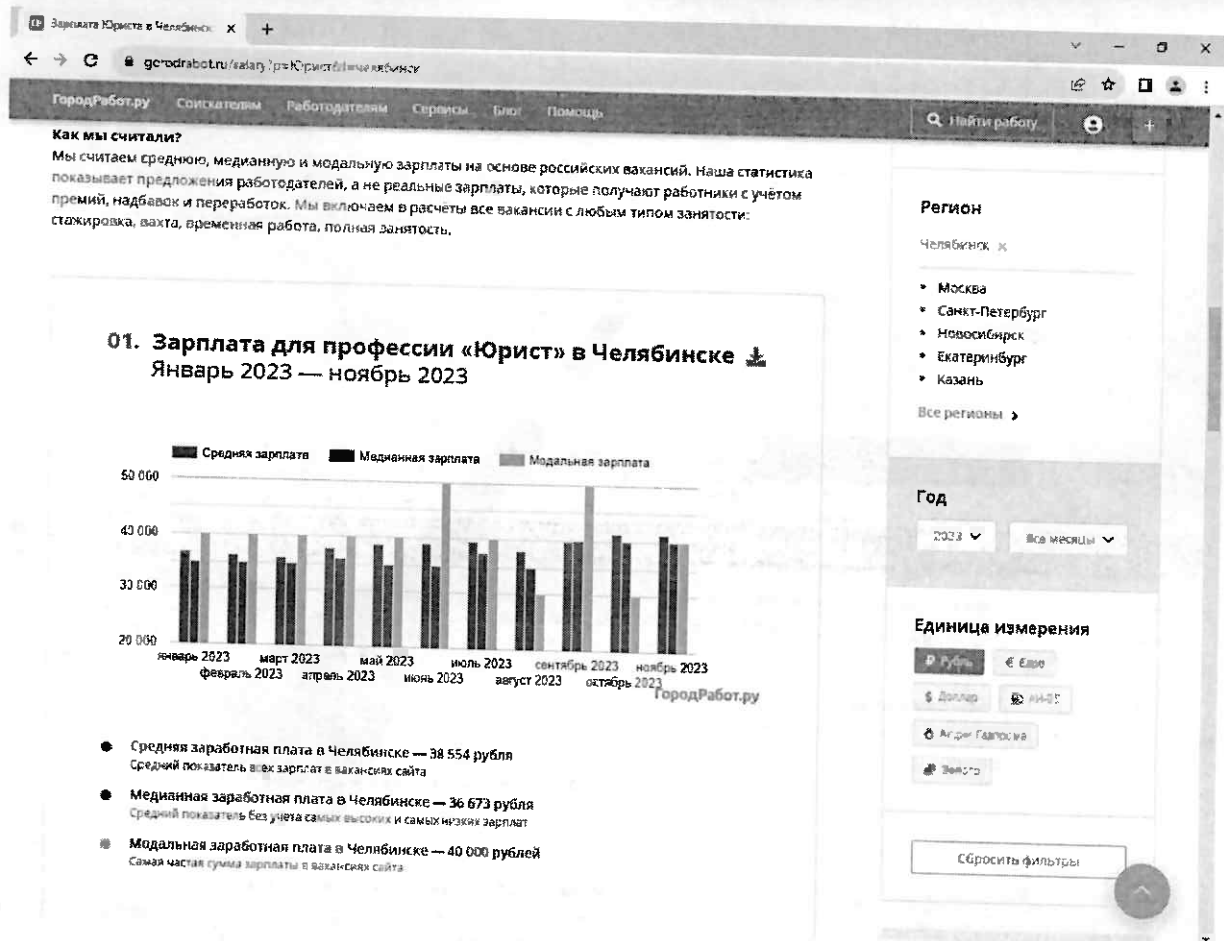 Зарплата Юриста в Челябинск
gorodrabot.ru/salary?p=Юрист&l=челябинск
ГородРабот.ру Соискателям Работодателям Сервисы Блог Помощь
Найти работу
Как мы считали?
Мы считаем среднюю, медианную и модальную зарплаты на основе российских вакансий. Наша статистика
показывает предложения работодателей, а не реальные зарплаты, которые получают работники с учётом
премий, надбавок и переработок. Мы включаем в расчеты все вакансии с любым типом занятости:
стажировка, вахта, временная работа, полная занятость.
01. Зарплата для профессии «Юрист» в Челябинске
Январь 2023 — ноябрь 2023
Средняя зарплата Медианная зарплата Модальная зарплата
50 000
40 000
30 000
20 000
январь 2023 март 2023 май 2023 июль 2023 сентябрь 2023 ноябрь 2023
февраль 2023 апрель 2023 июнь 2023 август 2023 октябрь 2023
ГородРабот.ру
Средняя заработная плата в Челябинске — 38 554 рубля
Средний показатель всех зарплат в вакансиях сайта
Медианная заработная плата в Челябинске — 36 673 рубля
Средний показатель без учета самых высоких и самых низких зарплат
Модальная заработная плата в Челябинске — 40 000 рублей
Самая частая сумма зарплаты в вакансиях сайта
Регион
Челябинск ×
Москва
Санкт-Петербург
Новосибирск
Екатеринбург
Казань
Все регионы
Год
2023 Все месяцы
Единица измерения
₽ Рубль € Евро
$ Доллар АИ-95
Акции Газпрома
Золото
Сбросить фильтры